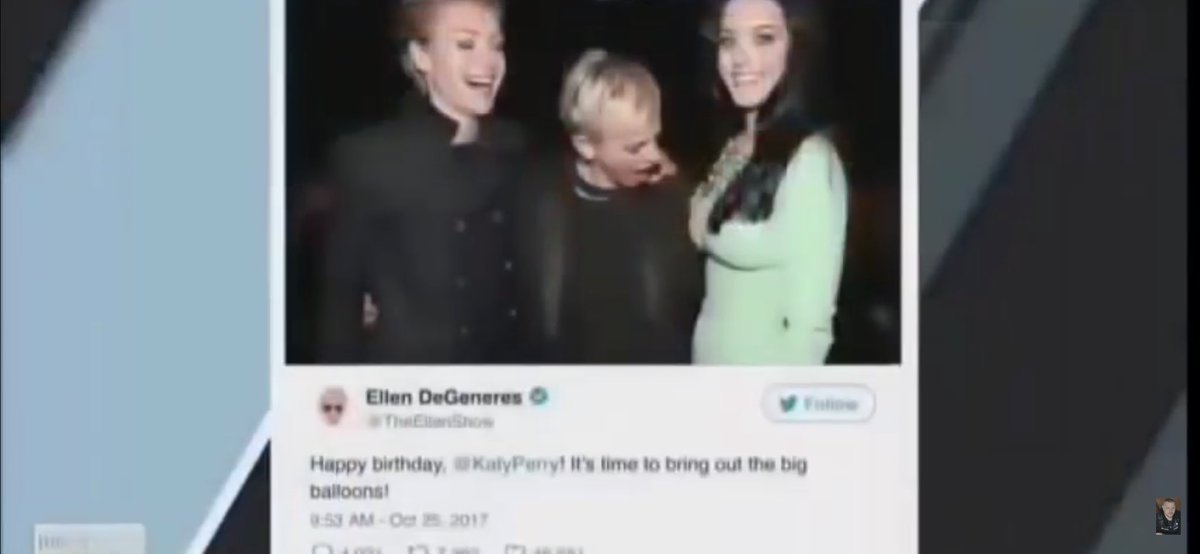 Ellen DeGeneres
@TheEllenShow
Follow
Happy birthday, @KatyPerry! It's time to bring out the big
balloons!
9:53 AM - Oct 25, 2017